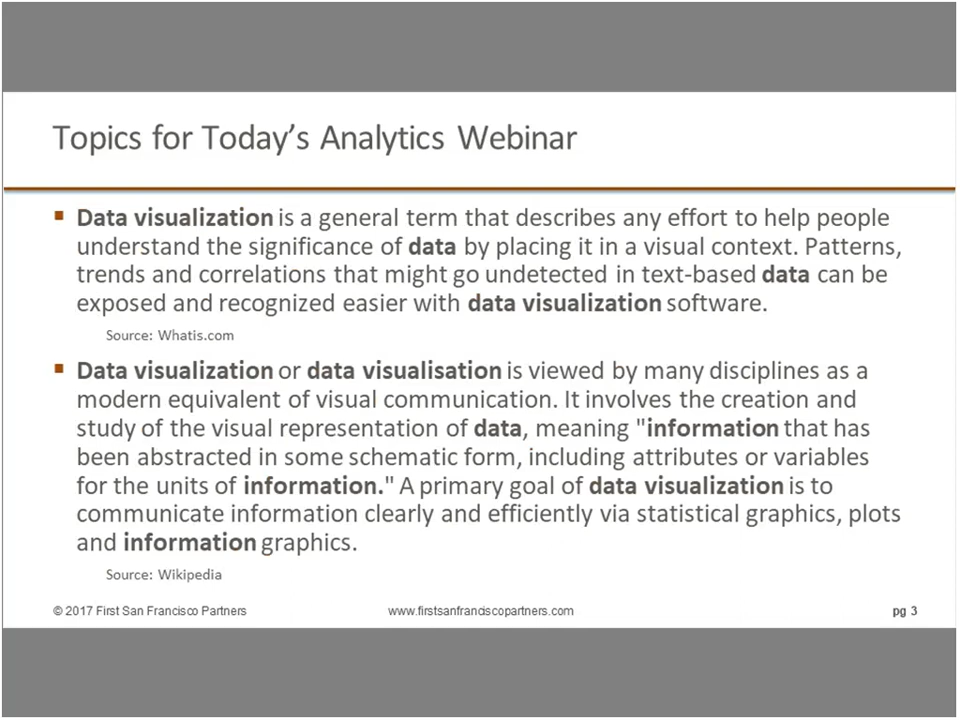 Topics for Today’s Analytics Webinar
▪ Data visualization is a general term that describes any effort to help people
understand the significance of data by placing it in a visual context. Patterns,
trends and correlations that might go undetected in text-based data can be
exposed and recognized easier with data visualization software.
Source: Whatis.com
▪ Data visualization or data visualisation is viewed by many disciplines as a
modern equivalent of visual communication. It involves the creation and
study of the visual representation of data, meaning "information that has
been abstracted in some schematic form, including attributes or variables
for the units of information." A primary goal of data visualization is to
communicate information clearly and efficiently via statistical graphics, plots
and information graphics.
Source: Wikipedia
© 2017 First San Francisco Partners www.firstsanfranciscopartners.com pg 3